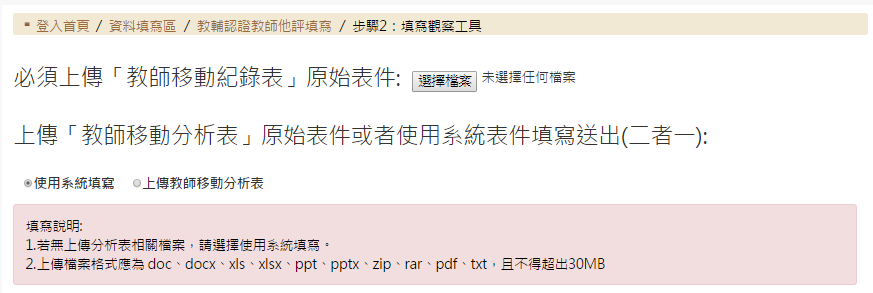 登入首頁 / 資料填寫區 / 教輔認證教師他評填寫 / 步驟2：填寫觀察工具
必須上傳「教師移動紀錄表」原始表件: 選擇檔案 未選擇任何檔案
上傳「教師移動分析表」原始表件或者使用系統表件填寫送出(二者一):
使用系統填寫 上傳教師移動分析表
填寫說明:
1.若無上傳分析表相關檔案，請選擇使用系統填寫。
2.上傳檔案格式應為 doc、docx、xls、xlsx、ppt、pptx、zip、rar、pdf、txt，且不得超出30MB